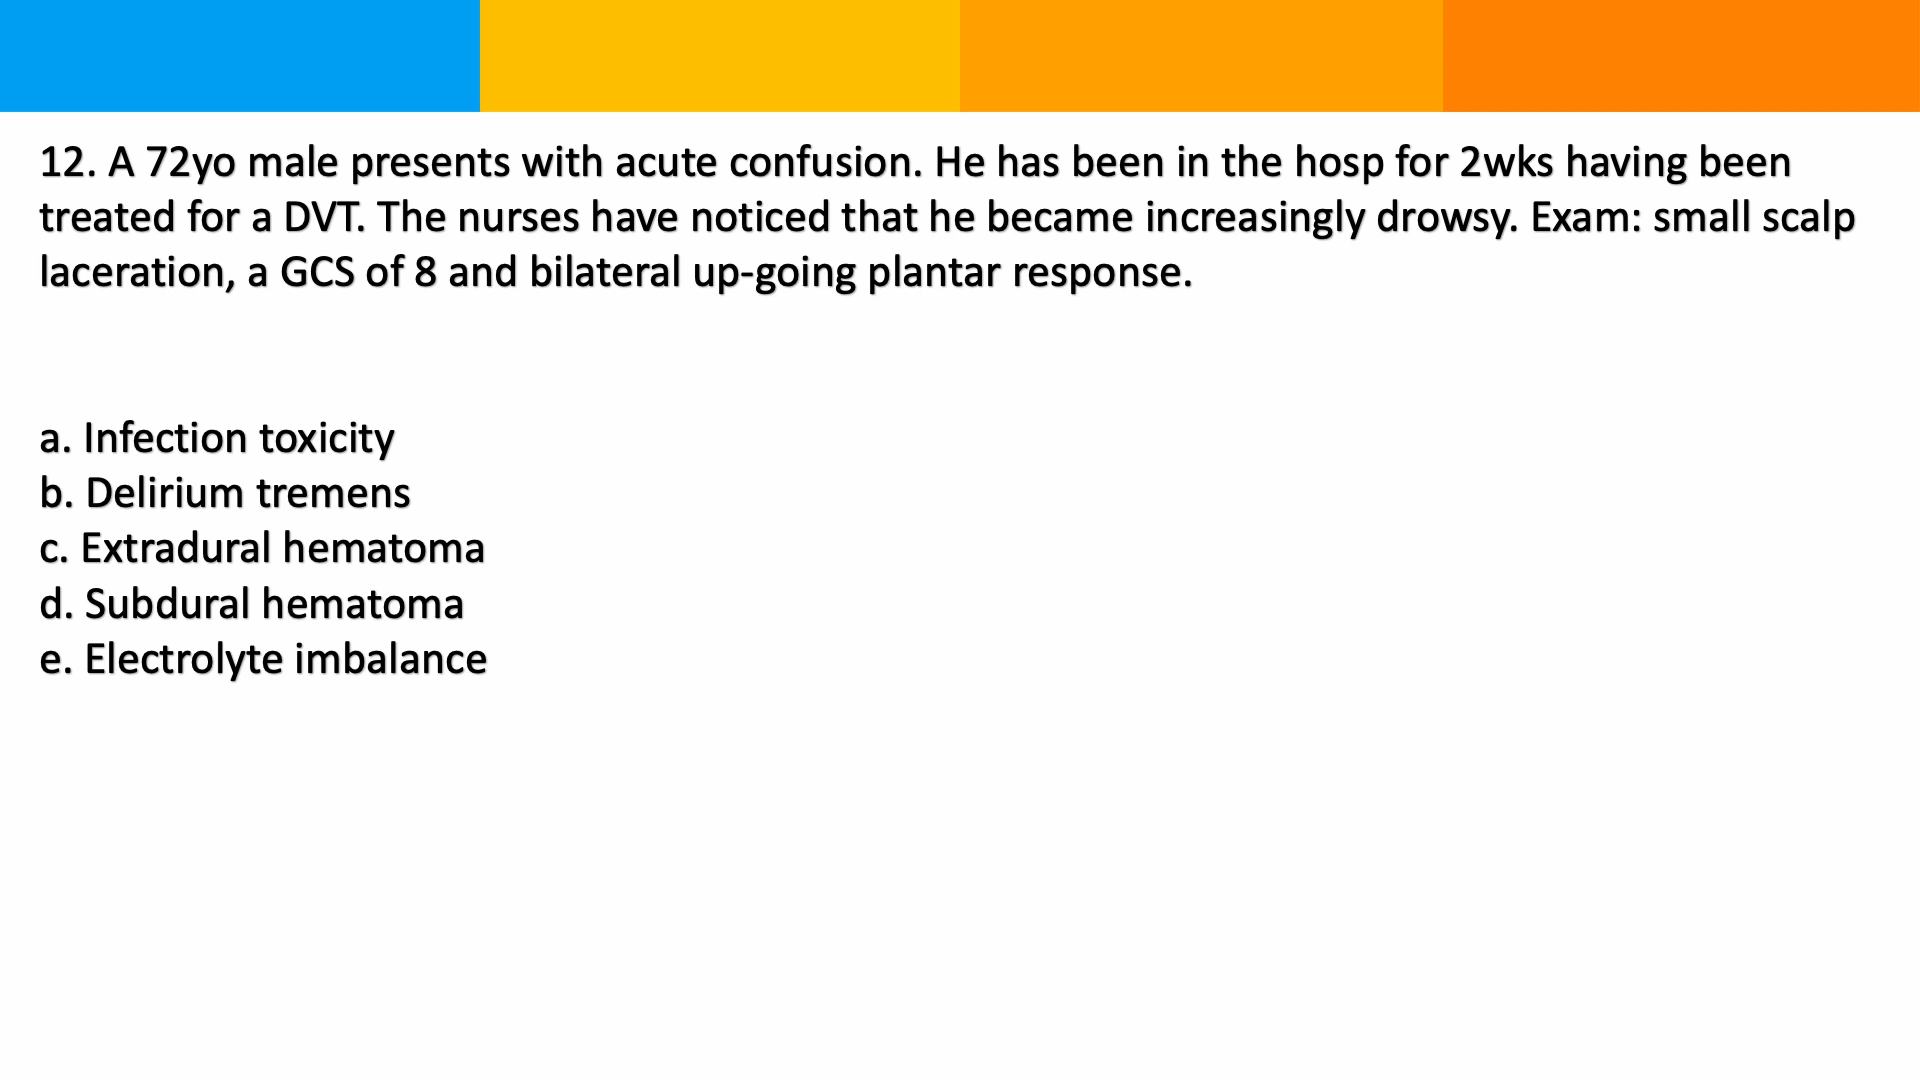 12. A 72yo male presents with acute confusion. He has been in the hosp for 2wks having been
treated for a DVT. The nurses have noticed that he became increasingly drowsy. Exam: small scalp
laceration, a GCS of 8 and bilateral up-going plantar response.
a. Infection toxicity
b. Delirium tremens
c. Extradural hematoma
d. Subdural hematoma
e. Electrolyte imbalance